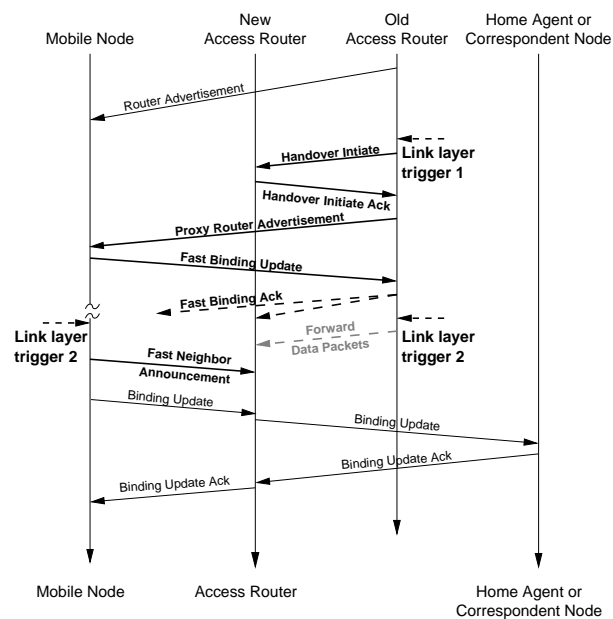 New
Old
Home Agent or
Mobile Node
Access Router
Access Router
Correspondent Node
Router Advertisement
Handover Intiate
Link layer
trigger 1
Handover Initiate Ack
Proxy Router Advertisement
Fast Binding Update
Fast Binding Ack
Link layer
trigger 2
Forward
Data Packets
Link layer
trigger 2
Fast Neighbor
Announcement
Binding Update
Binding Update
Binding Update Ack
Binding Update Ack
Mobile Node
Access Router
Home Agent or
Correspondent Node